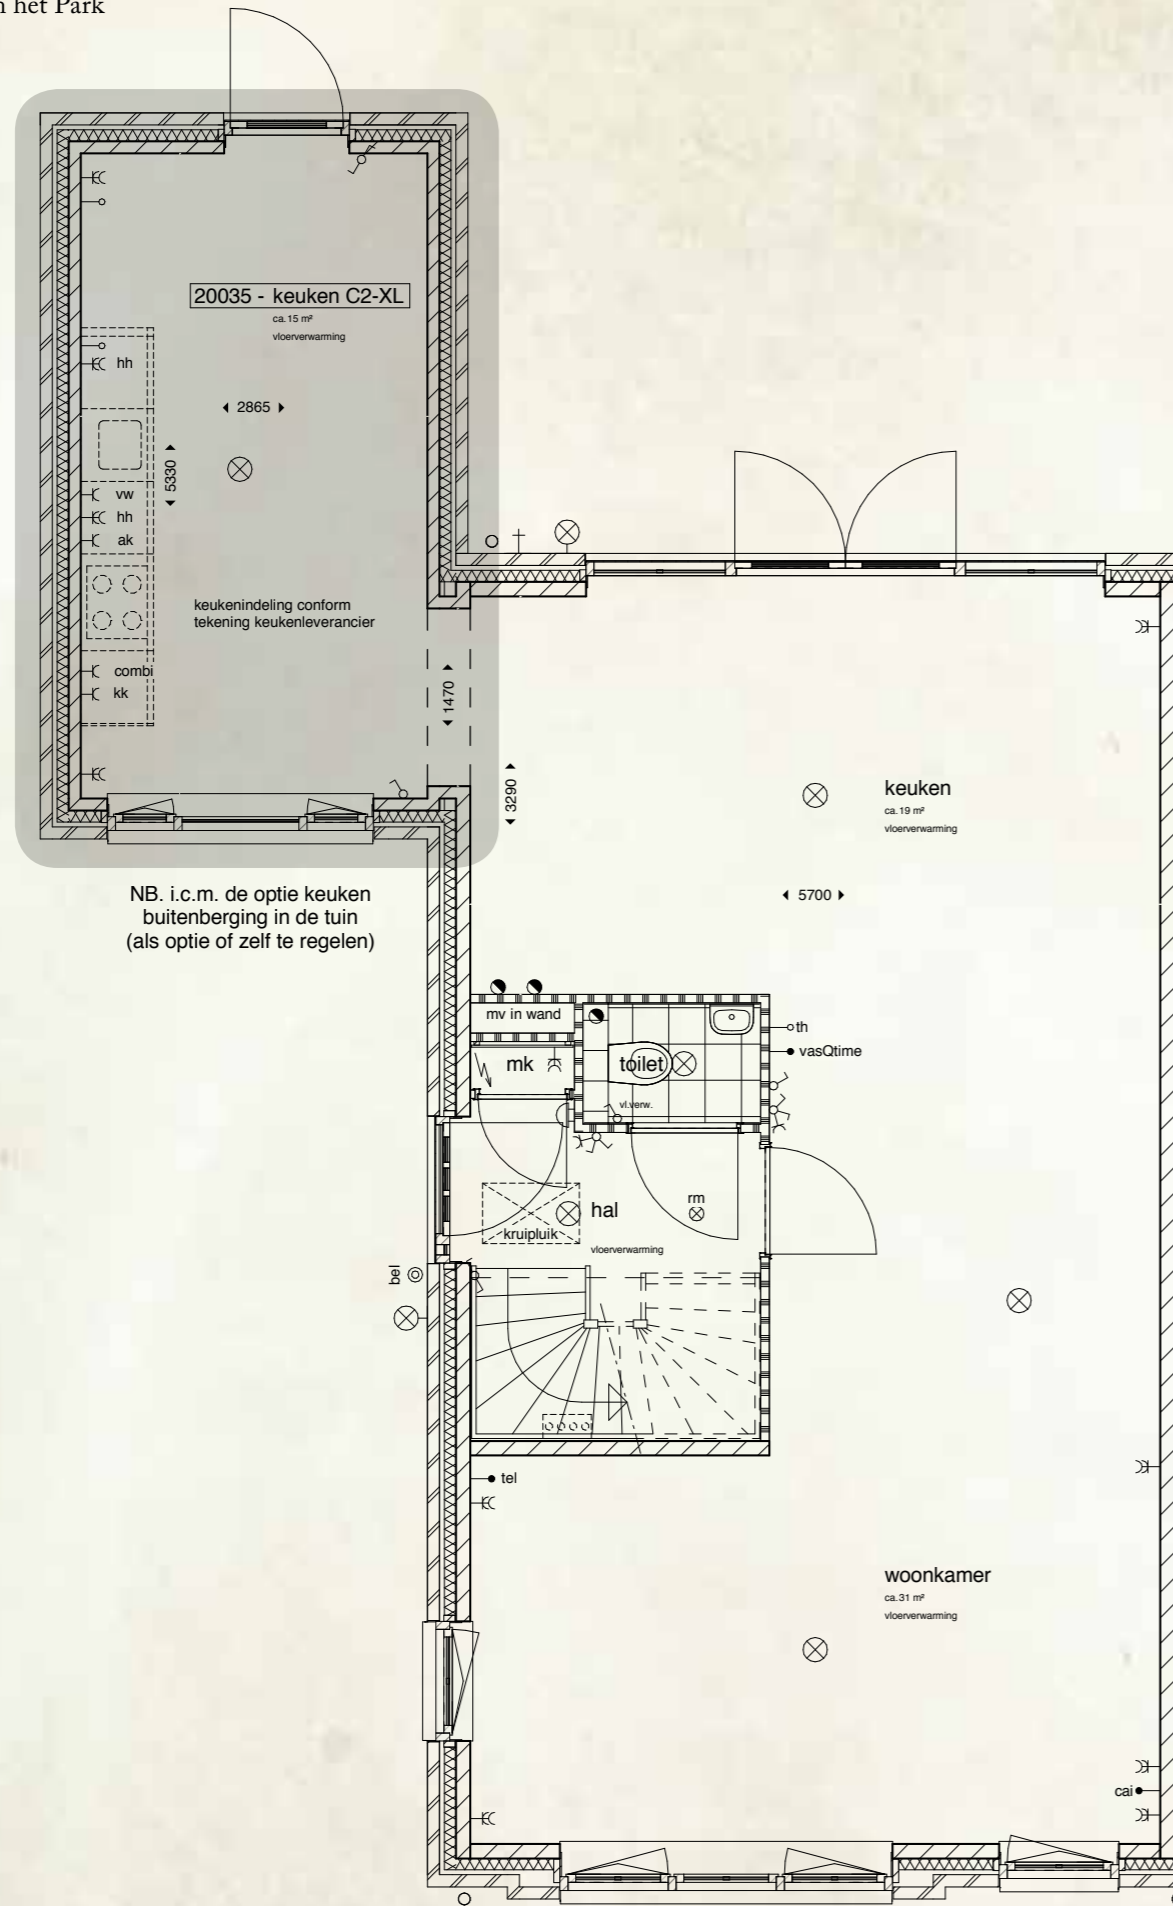 n het Park
20035 - keuken C2-XL
ca. 15 m²
vloerverwarming
hh
2865
5330
vw
hh
ak
keukenindeling conform
tekening keukenleverancier
combi
kk
1470
3290
keuken
ca. 19 m²
vloerverwarming
5700
NB. i.c.m. de optie keuken
buitenberging in de tuin
(als optie of zelf te regelen)
mv in wand
th
vasQtime
mk
toilet
vl.verw.
rm
hal
kruipluik
vloerverwarming
bel
tel
woonkamer
ca. 31 m²
vloerverwarming
cai